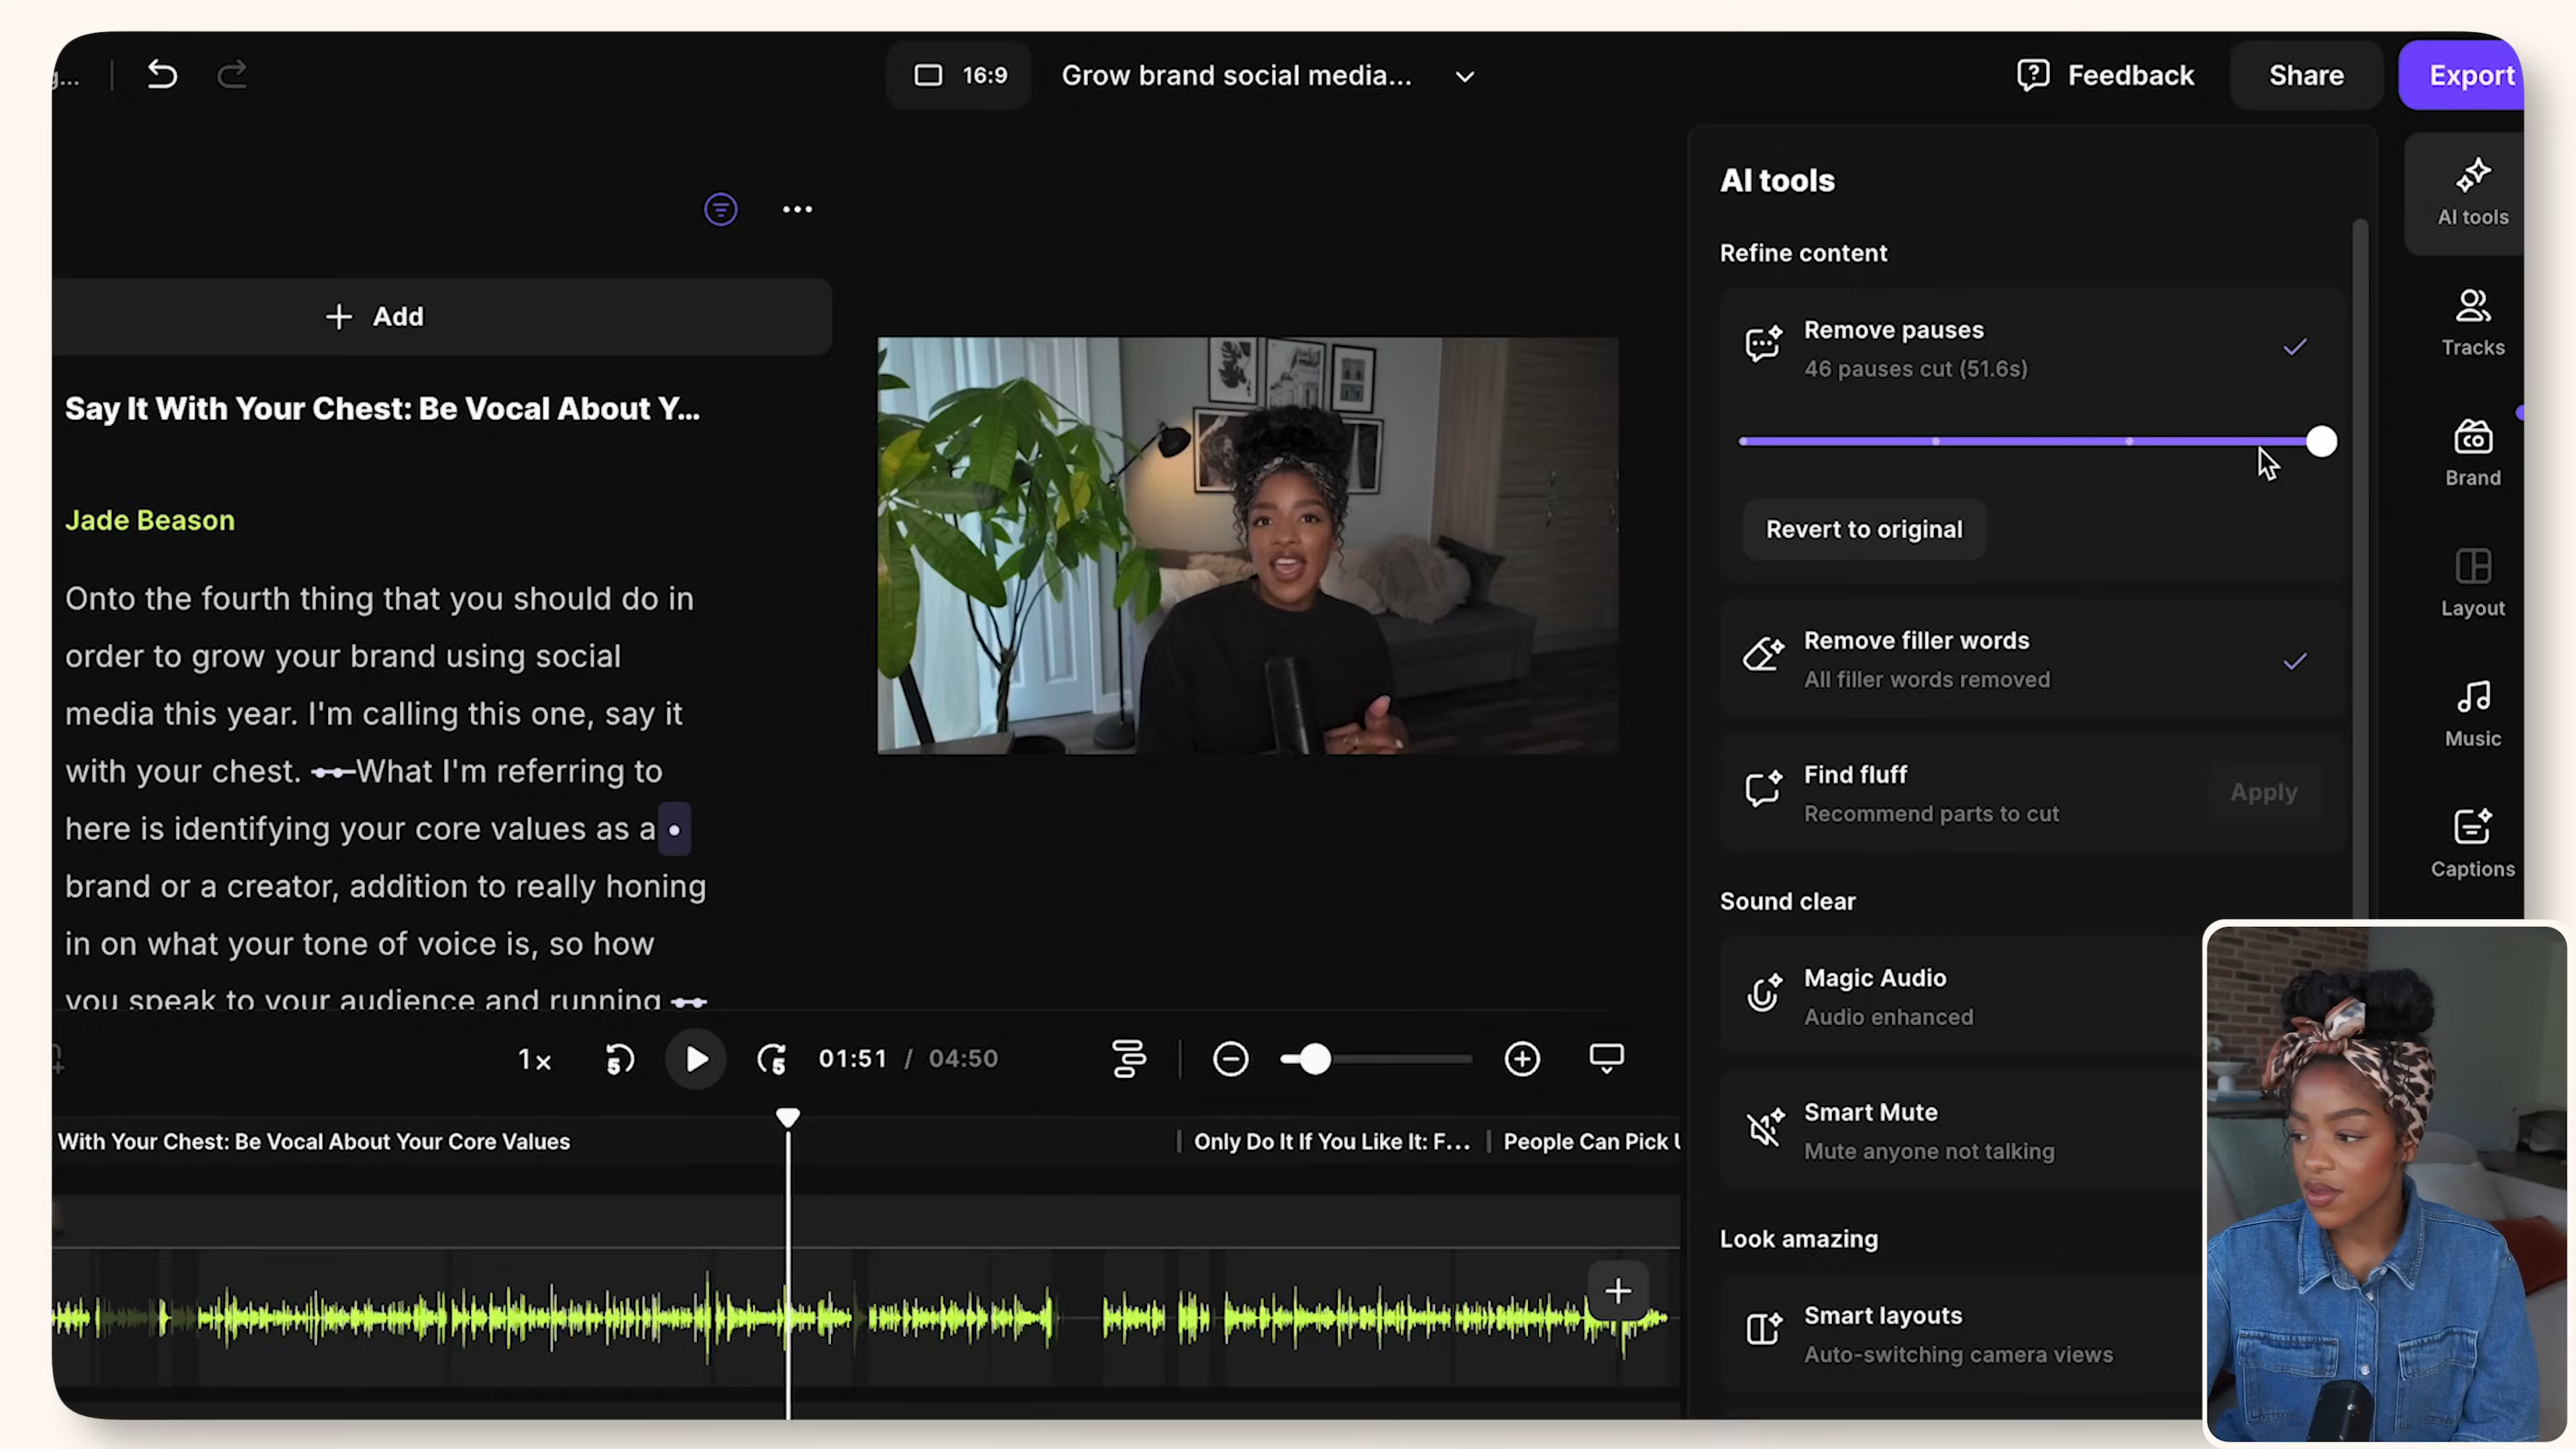 g...
16:9
Grow brand social media...
Feedback
Share
Export
Add
Say It With Your Chest: Be Vocal About Y...
Jade Beason
Onto the fourth thing that you should do in
order to grow your brand using social
media this year. I'm calling this one, say it
with your chest. What I'm referring to
here is identifying your core values as a
brand or a creator, addition to really honing
in on what your tone of voice is, so how
you speak to your audience and running
AI tools
Refine content
Remove pauses
46 pauses cut (51.6s)
Revert to original
Remove filler words
All filler words removed
Find fluff
Recommend parts to cut
Apply
Sound clear
Magic Audio
Audio enhanced
Smart Mute
Mute anyone not talking
Look amazing
Smart layouts
Auto-switching camera views
AI tools
Tracks
Brand
Layout
Music
Captions
1x
5
5
01:51 / 04:50
With Your Chest: Be Vocal About Your Core Values
Only Do It If You Like It: F...
People Can Pick U